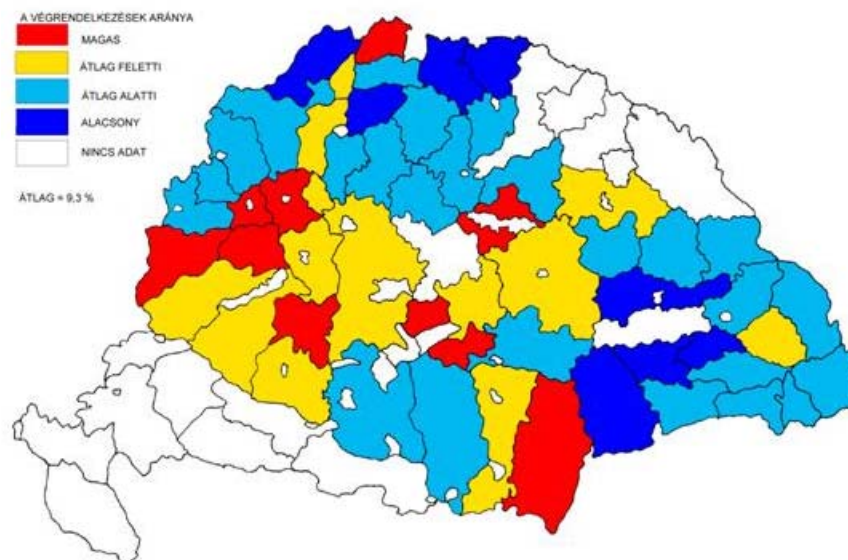 A VÉGRENDELKEZÉSEK ARÁNYA
MAGAS
ÁTLAG FELETTI
ÁTLAG ALATTI
ALACSONY
NINCS ADAT
ÁTLAG = 9,3 %